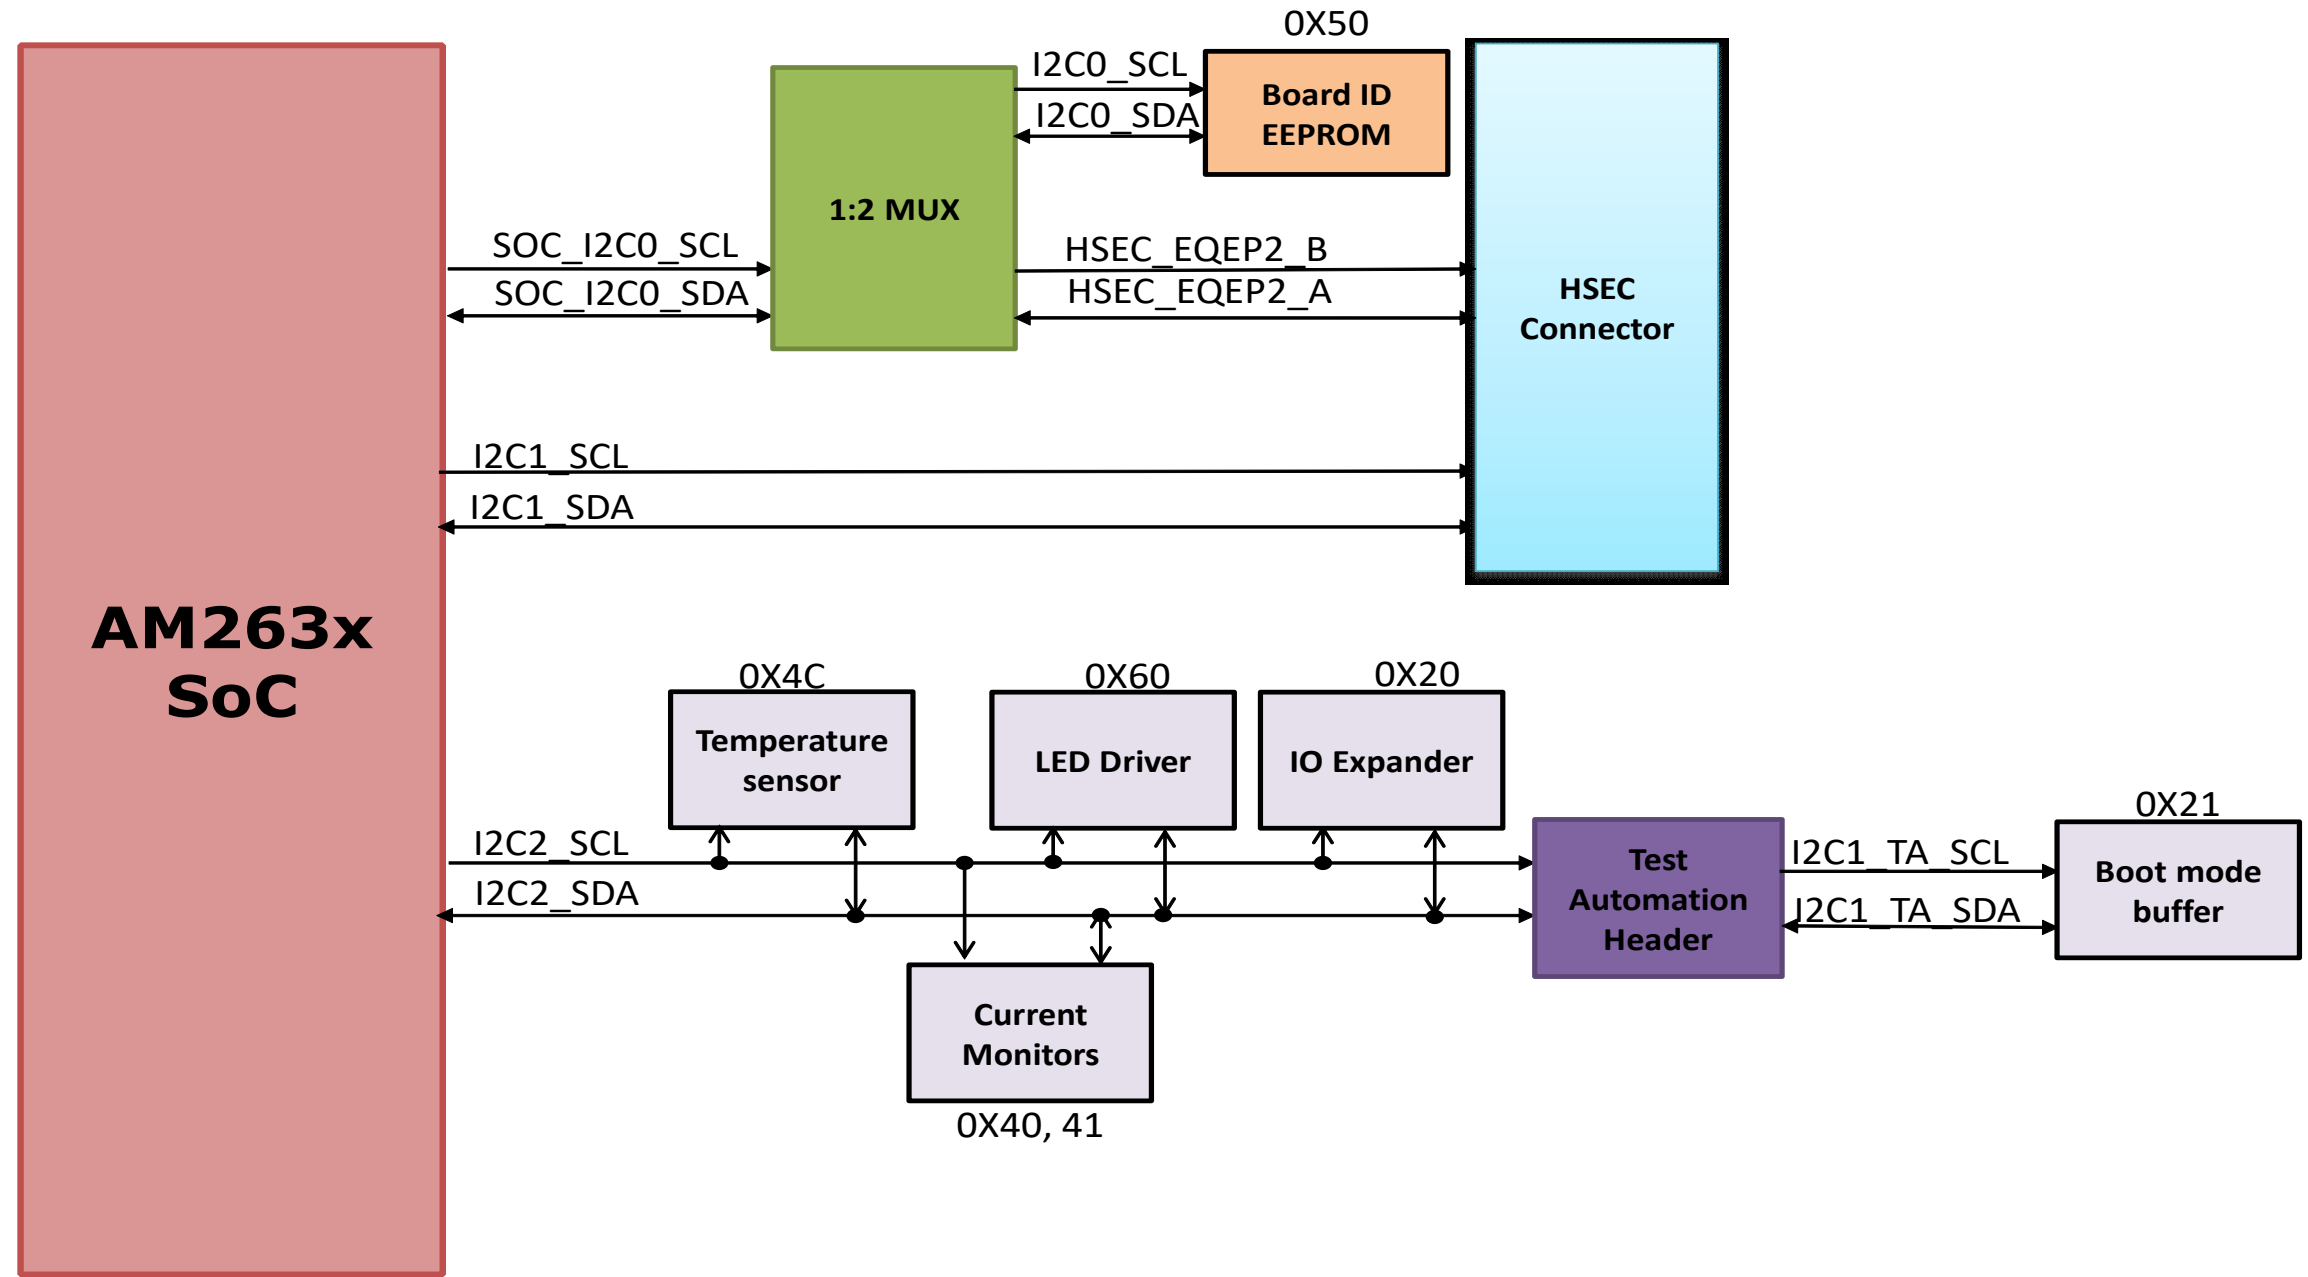 0X50
I2C0_SCL
Board ID
EEPROM
I2C0_SDA
1:2 MUX
SOC_I2C0_SCL
SOC_I2C0_SDA
HSEC_EQEP2_B
HSEC_EQEP2_A
HSEC
Connector
I2C1_SCL
I2C1_SDA
AM263x
SoC
0X4C
Temperature
sensor
0X60
LED Driver
0X20
IO Expander
I2C2_SCL
I2C2_SDA
Test
Automation
Header
I2C1_TA_SCL
I2C1_TA_SDA
0X21
Boot mode
buffer
Current
Monitors
0X40, 41